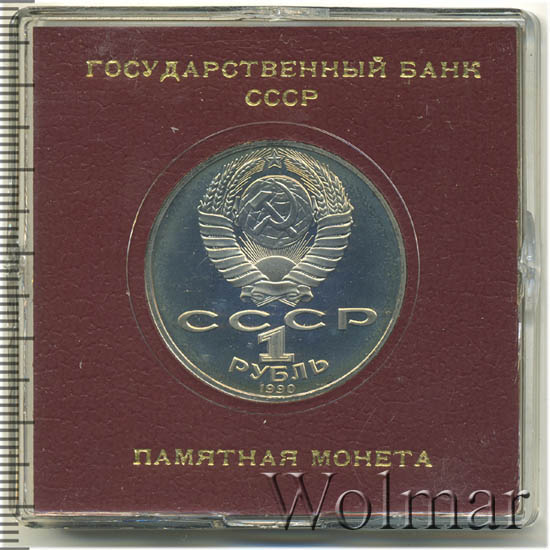 ГОСУДАРСТВЕННЫЙ БАНК
СССР
СССР
1
РУБЛЬ
1990
ПАМЯТНАЯ МОНЕТА
Wolmar